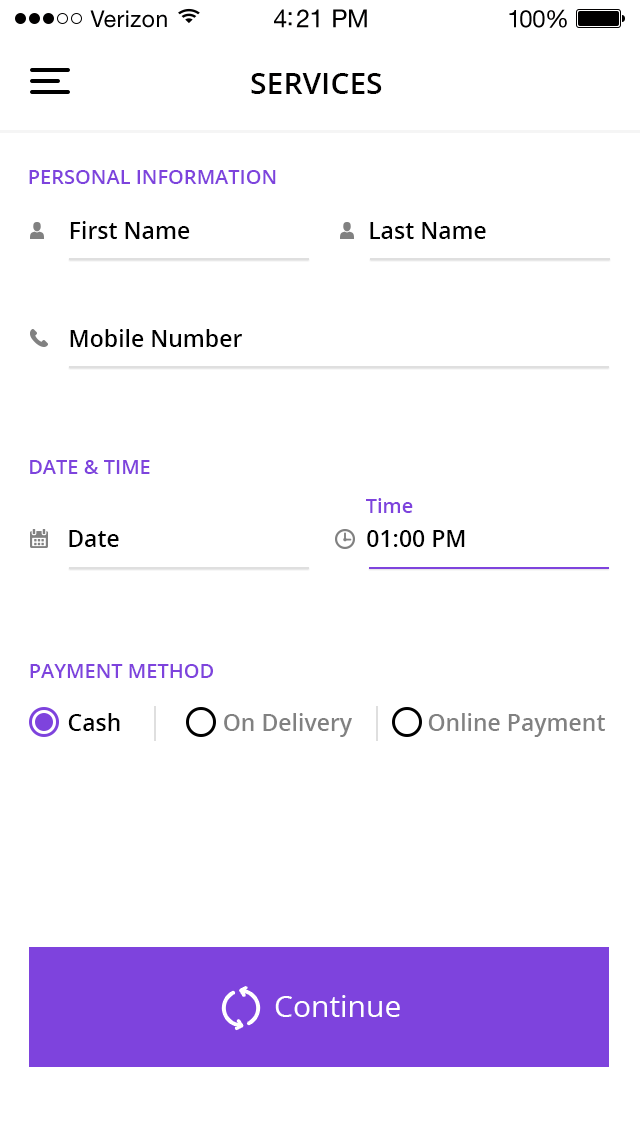 Verizon 4:21 PM 100%
SERVICES
PERSONAL INFORMATION
First Name Last Name
Mobile Number
DATE & TIME
Time
Date 01:00 PM
PAYMENT METHOD
Cash On Delivery Online Payment
Continue